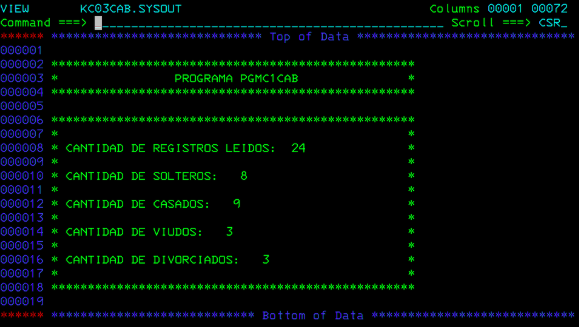 VIEW       KC03CAB.SYSOUT                                  Columns 00001 00072
Command ===> _______________________________________________ Scroll ===> CSR_
****** ***************************** Top of Data ******************************
000001
000002 **************************************************
000003 *                PROGRAMA PGMC1CAB               *
000004 **************************************************
000005
000006 **************************************************
000007 *                                                *
000008 * CANTIDAD DE REGISTROS LEIDOS:  24              *
000009 *                                                *
000010 * CANTIDAD DE SOLTEROS:   8                      *
000011 *                                                *
000012 * CANTIDAD DE CASADOS:   9                       *
000013 *                                                *
000014 * CANTIDAD DE VIUDOS:   3                        *
000015 *                                                *
000016 * CANTIDAD DE DIVORCIADOS:   3                   *
000017 *                                                *
000018 **************************************************
000019
****** **************************** Bottom of Data ****************************